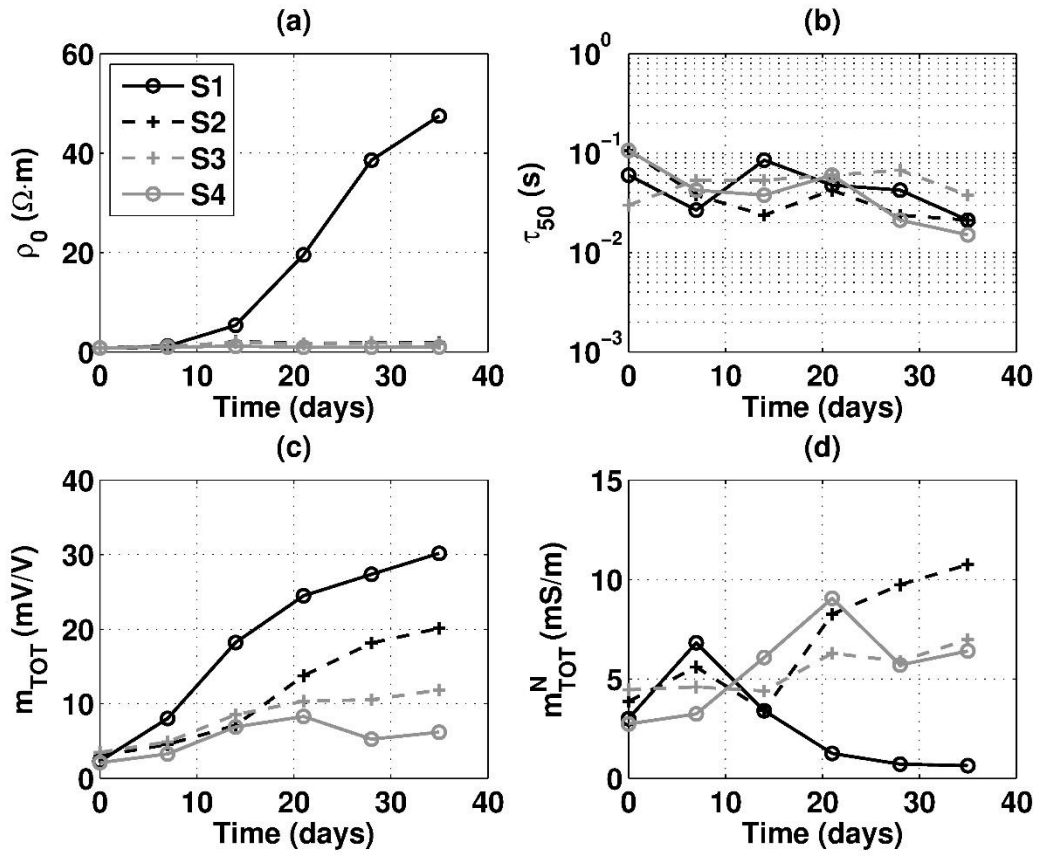 (a)
60
40
20
0
ρ0 (Ω·m)
S1
S2
S3
S4
0 10 20 30 40
Time (days)
(b)
10^0
10^-1
10^-2
10^-3
τ50 (s)
0 10 20 30 40
Time (days)
(c)
40
30
20
10
0
mTOT (mV/V)
0 10 20 30 40
Time (days)
(d)
15
10
5
0
m^N_TOT (mS/m)
0 10 20 30 40
Time (days)